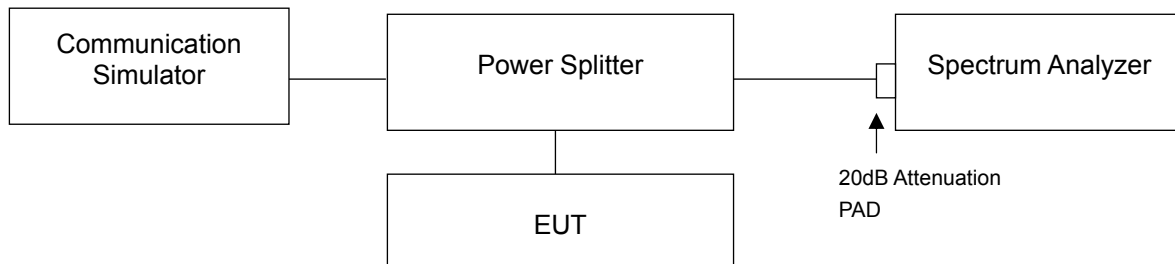 Communication
Simulator
Power Splitter
Spectrum Analyzer
20dB Attenuation
PAD
EUT